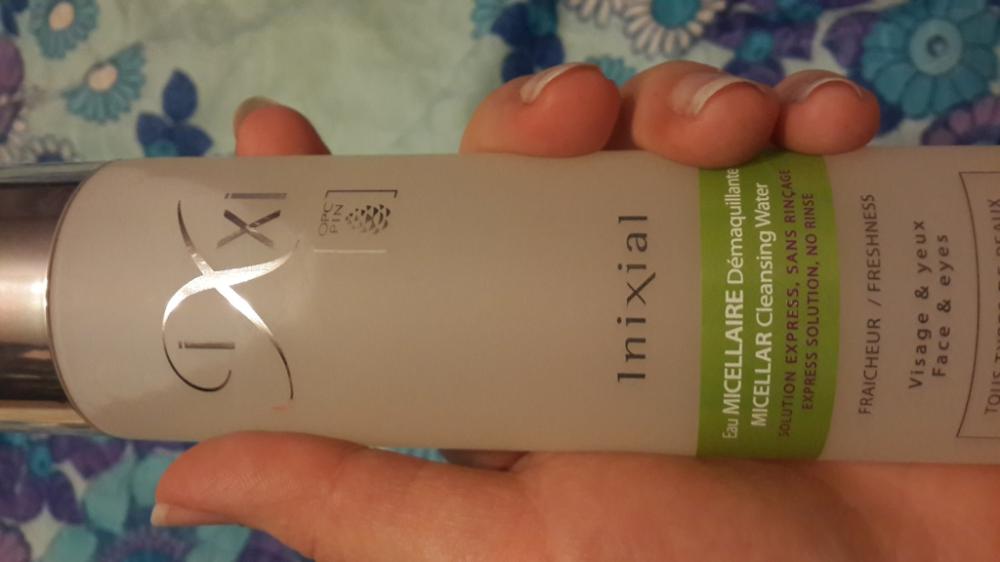 iXxi
OPC
PIN
Inixial
Eau MICELLAIRE Démaquillante
MICELLAR Cleansing Water
SOLUTION EXPRESS, SANS RINÇAGE
EXPRESS SOLUTION, NO RINSE
FRAICHEUR / FRESHNESS
Visage & yeux
Face & eyes